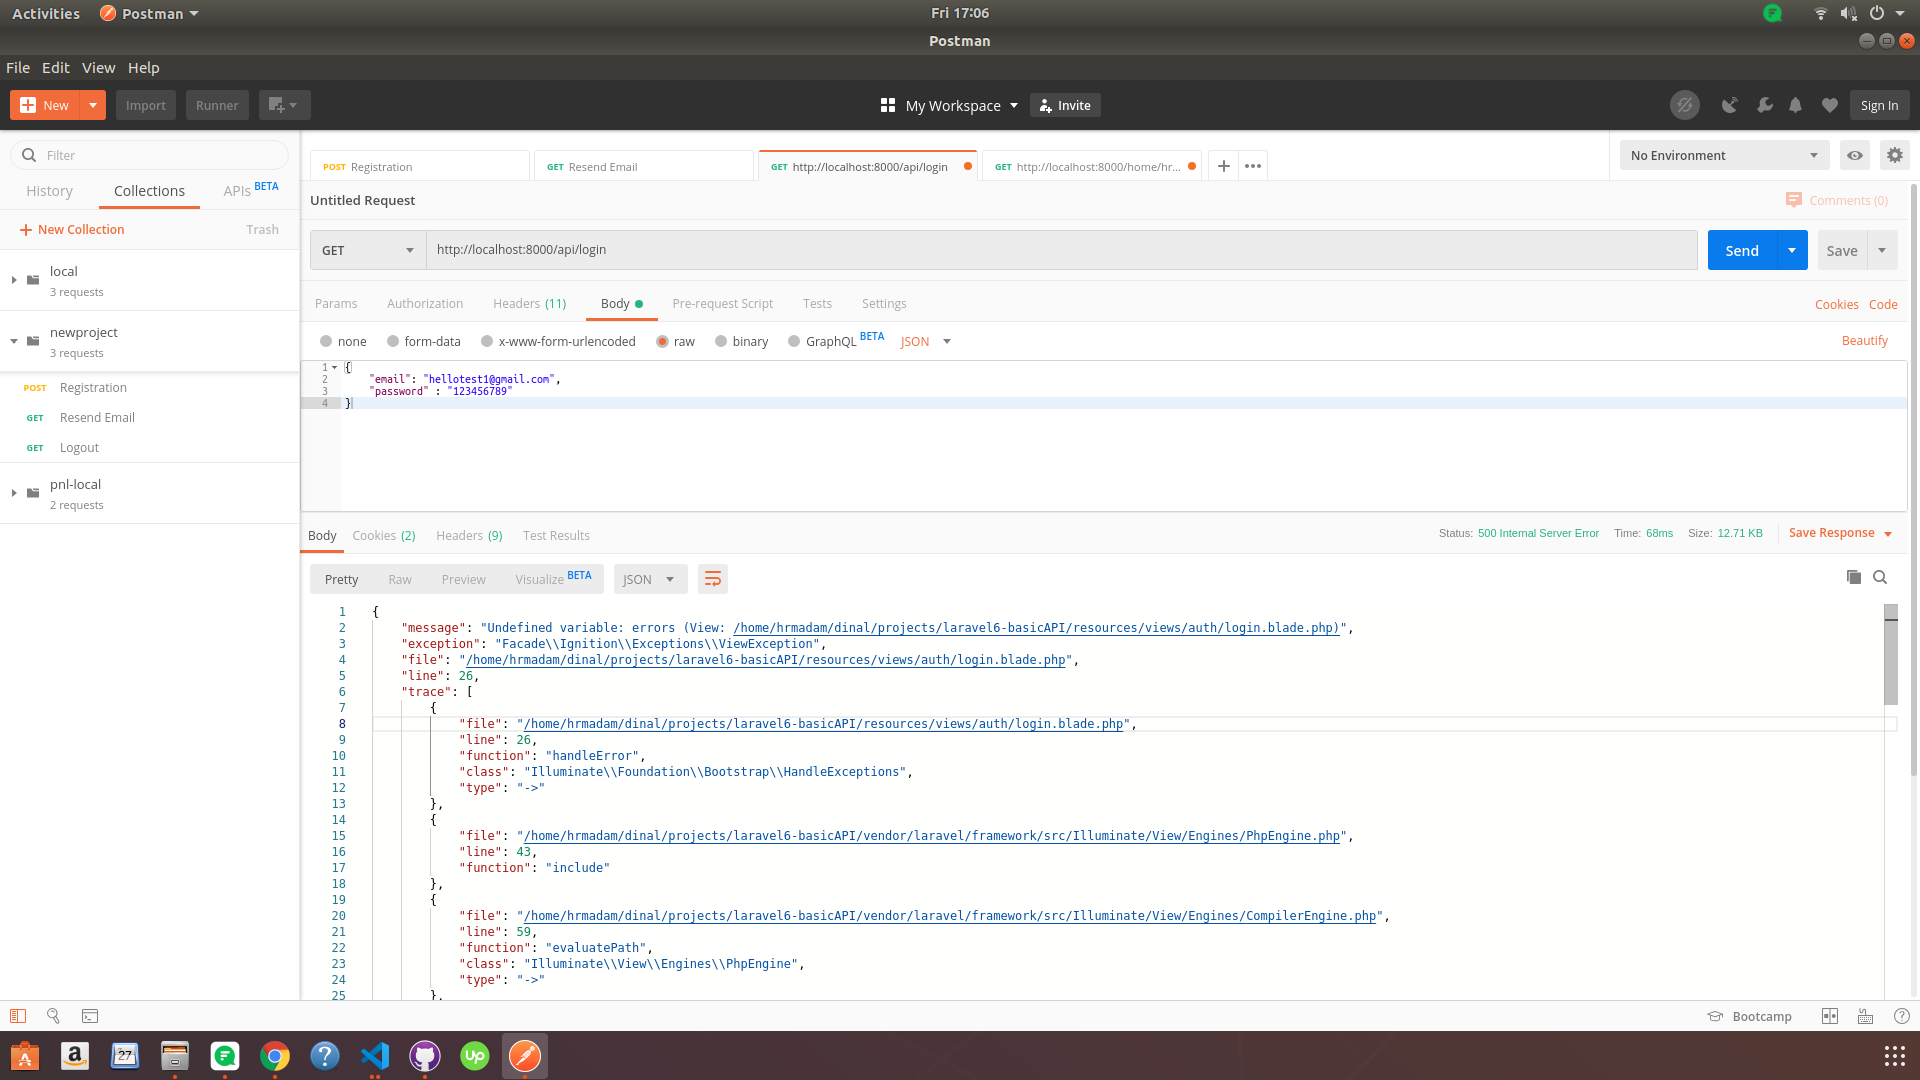 Activities Postman Fri 17:06
Postman
File Edit View Help
New Import Runner My Workspace Invite Sign In
Filter
History Collections APIs BETA
New Collection Trash
local
3 requests
newproject
3 requests
POST Registration
GET Resend Email
GET Logout
pnl-local
2 requests
POST Registration GET Resend Email GET http://localhost:8000/api/login GET http://localhost:8000/home/hr... No Environment
Untitled Request Comments (0)
GET http://localhost:8000/api/login Send Save
Params Authorization Headers (11) Body Pre-request Script Tests Settings Cookies Code
none form-data x-www-form-urlencoded raw binary GraphQL BETA JSON Beautify
1 {
2 "email": "hellotest1@gmail.com",
3 "password" : "123456789"
4 }
Body Cookies (2) Headers (9) Test Results Status: 500 Internal Server Error Time: 68ms Size: 12.71 KB Save Response
Pretty Raw Preview Visualize BETA JSON
1 {
2 "message": "Undefined variable: errors (View: /home/hrmadam/dinal/projects/laravel6-basicAPI/resources/views/auth/login.blade.php)",
3 "exception": "Facade\\Ignition\\Exceptions\\ViewException",
4 "file": "/home/hrmadam/dinal/projects/laravel6-basicAPI/resources/views/auth/login.blade.php",
5 "line": 26,
6 "trace": [
7 {
8 "file": "/home/hrmadam/dinal/projects/laravel6-basicAPI/resources/views/auth/login.blade.php",
9 "line": 26,
10 "function": "handleError",
11 "class": "Illuminate\\Foundation\\Bootstrap\\HandleExceptions",
12 "type": "->"
13 },
14 {
15 "file": "/home/hrmadam/dinal/projects/laravel6-basicAPI/vendor/laravel/framework/src/Illuminate/View/Engines/PhpEngine.php",
16 "line": 43,
17 "function": "include"
18 },
19 {
20 "file": "/home/hrmadam/dinal/projects/laravel6-basicAPI/vendor/laravel/framework/src/Illuminate/View/Engines/CompilerEngine.php",
21 "line": 59,
22 "function": "evaluatePath",
23 "class": "Illuminate\\View\\Engines\\PhpEngine",
24 "type": "->"
25 },
Bootcamp
27
Up